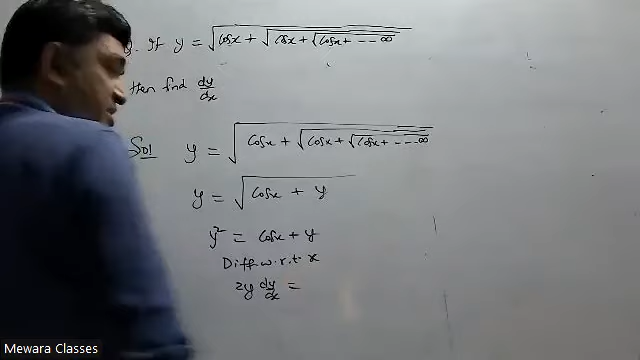 Q. If y = √cosx + √cosx + √cosx + --- ∞
then find dy/dx
Sol y = √cosx + √cosx + √cosx + ---- ∞
y = √cosx + y
y² = cosx + y
Diff. w.r.t. x
2y dy/dx =
Mewara Classes